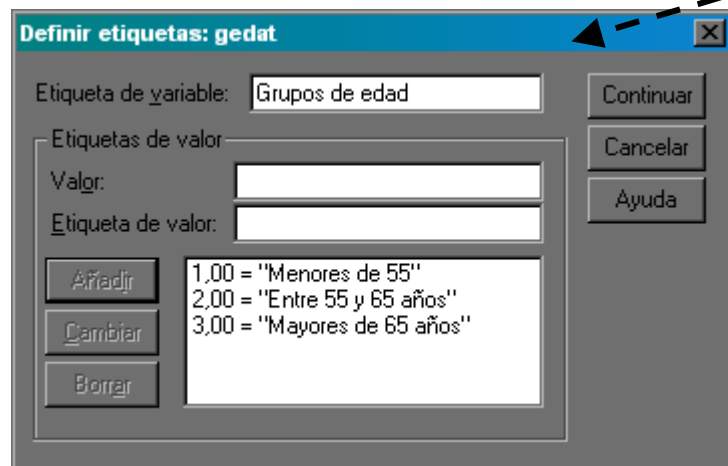 Definir etiquetas: gedat
Etiqueta de variable: Grupos de edad
Continuar
Etiquetas de valor
Cancelar
Valor:
Ayuda
Etiqueta de valor:
Añadir
1,00 = "Menores de 55"
2,00 = "Entre 55 y 65 años"
3,00 = "Mayores de 65 años"
Cambiar
Borrar